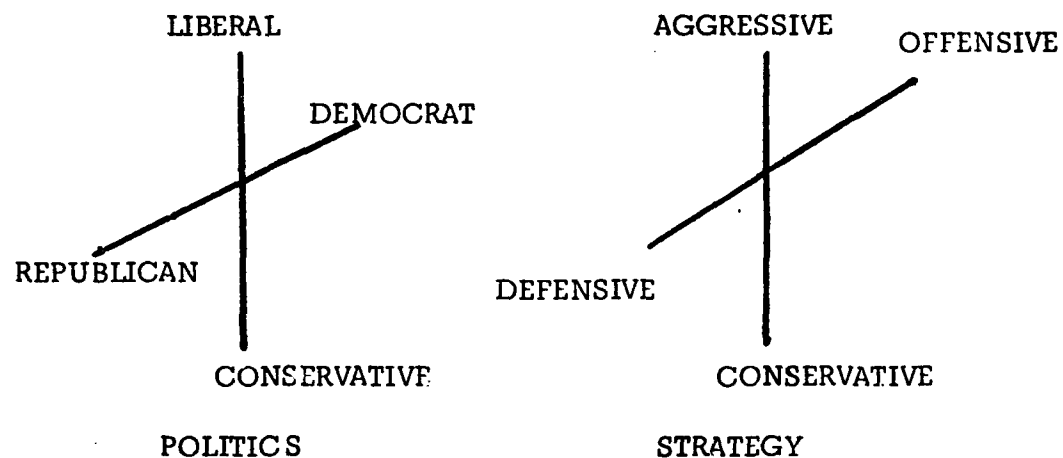 LIBERAL
DEMOCRAT
REPUBLICAN
CONSERVATIVE
POLITICS
AGGRESSIVE
OFFENSIVE
DEFENSIVE
CONSERVATIVE
STRATEGY